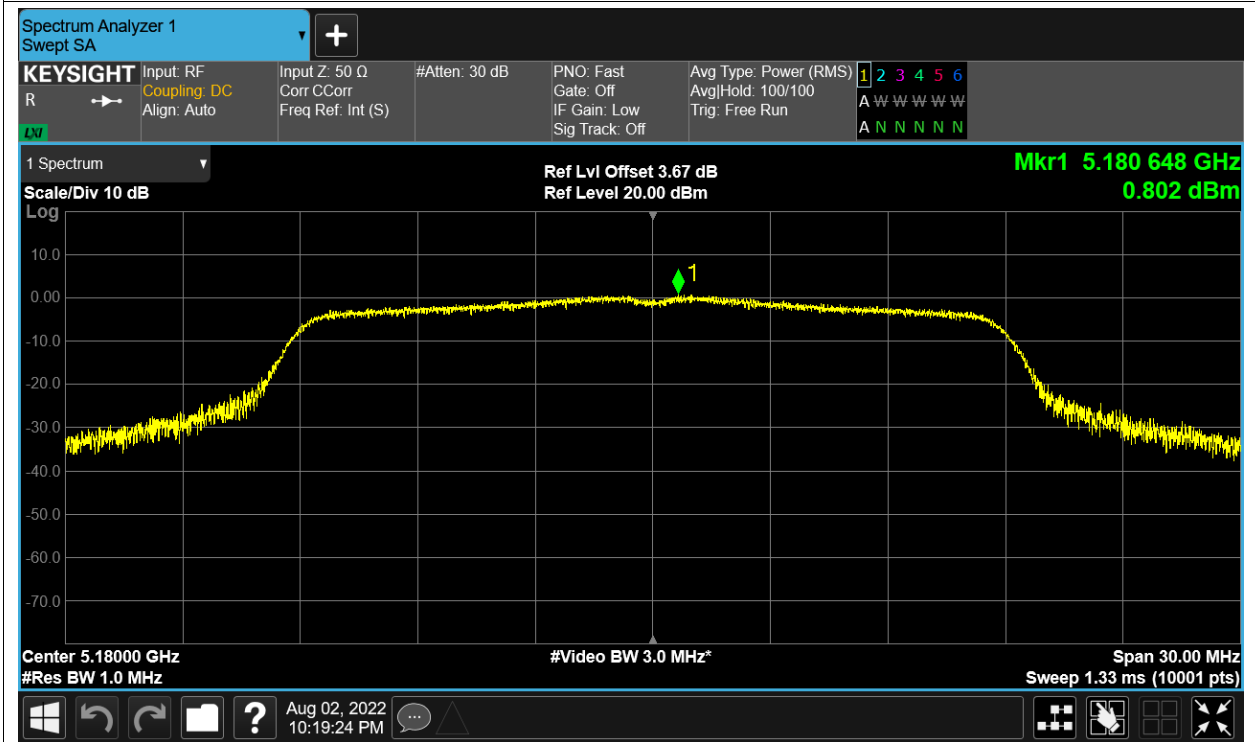 Spectrum Analyzer 1
Swept SA
+
KEYSIGHT
R
LXI
Input: RF
Coupling: DC
Align: Auto
Input Z: 50 Ω
Corr CCorr
Freq Ref: Int (S)
#Atten: 30 dB
PNO: Fast
Gate: Off
IF Gain: Low
Sig Track: Off
Avg Type: Power (RMS)
Avg|Hold: 100/100
Trig: Free Run
1 2 3 4 5 6
A W W W W W
A N N N N N
1 Spectrum
Scale/Div 10 dB
Log
Ref Lvl Offset 3.67 dB
Ref Level 20.00 dBm
Mkr1 5.180 648 GHz
0.802 dBm
10.0
0.00
-10.0
-20.0
-30.0
-40.0
-50.0
-60.0
-70.0
1
Center 5.18000 GHz
#Res BW 1.0 MHz
#Video BW 3.0 MHz*
Span 30.00 MHz
Sweep 1.33 ms (10001 pts)
?
Aug 02, 2022
10:19:24 PM